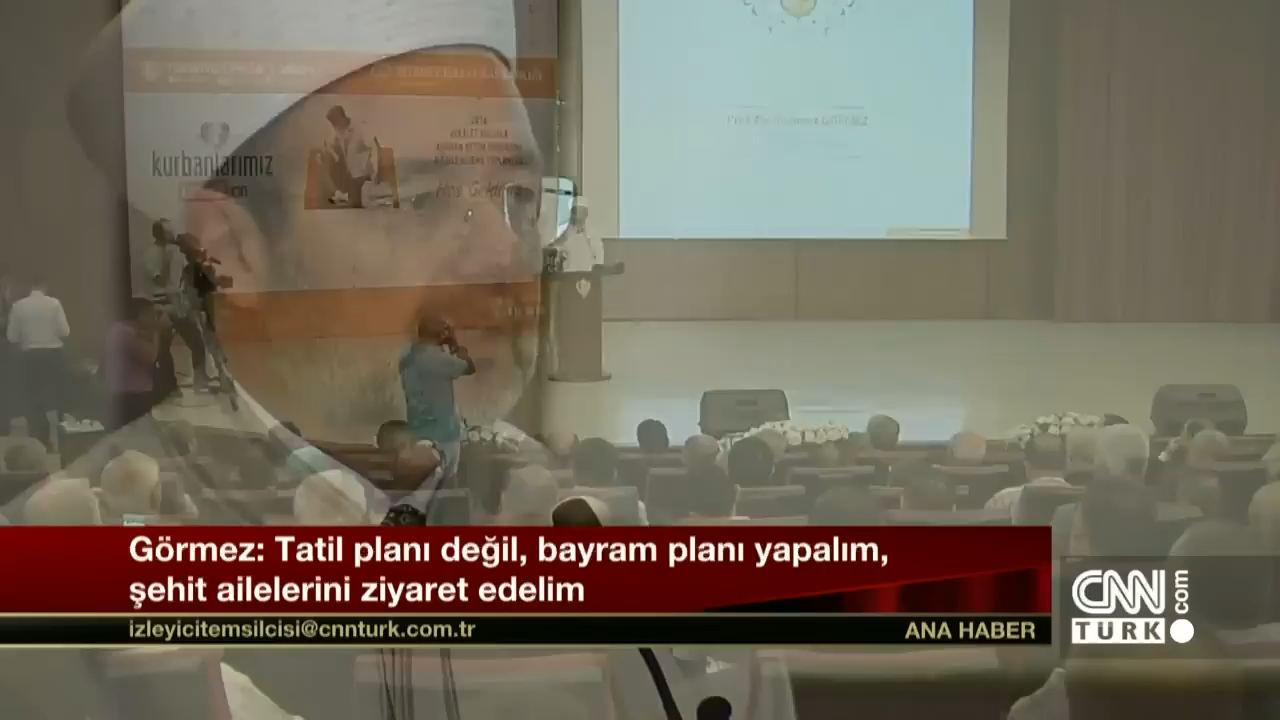 kurbanlarımız
Görmez: Tatil planı değil, bayram planı yapalım,
şehit ailelerini ziyaret edelim
izleyicitemsilcisi@cnnturk.com.tr
ANA HABER
CNN
TURK
.com